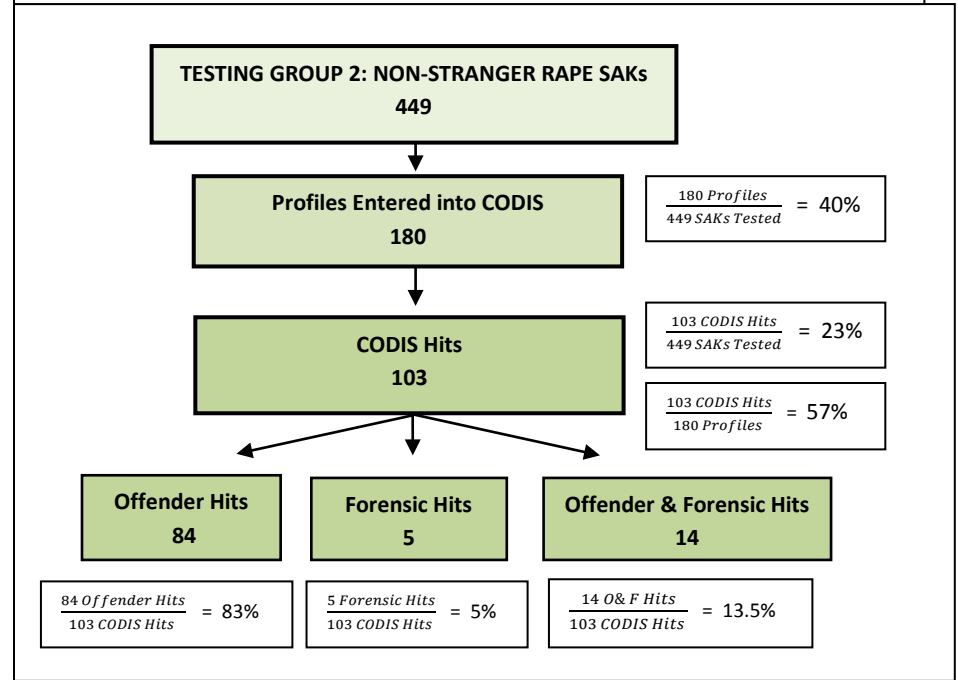 TESTING GROUP 2: NON-STRANGER RAPE SAKs
449
Profiles Entered into CODIS
180
180 Profiles
449 SAKs Tested
= 40%
CODIS Hits
103
103 CODIS Hits
449 SAKs Tested
= 23%
103 CODIS Hits
180 Profiles
= 57%
Offender Hits
84
Forensic Hits
5
Offender & Forensic Hits
14
84 Offender Hits
103 CODIS Hits
= 83%
5 Forensic Hits
103 CODIS Hits
= 5%
14 O& F Hits
103 CODIS Hits
= 13.5%